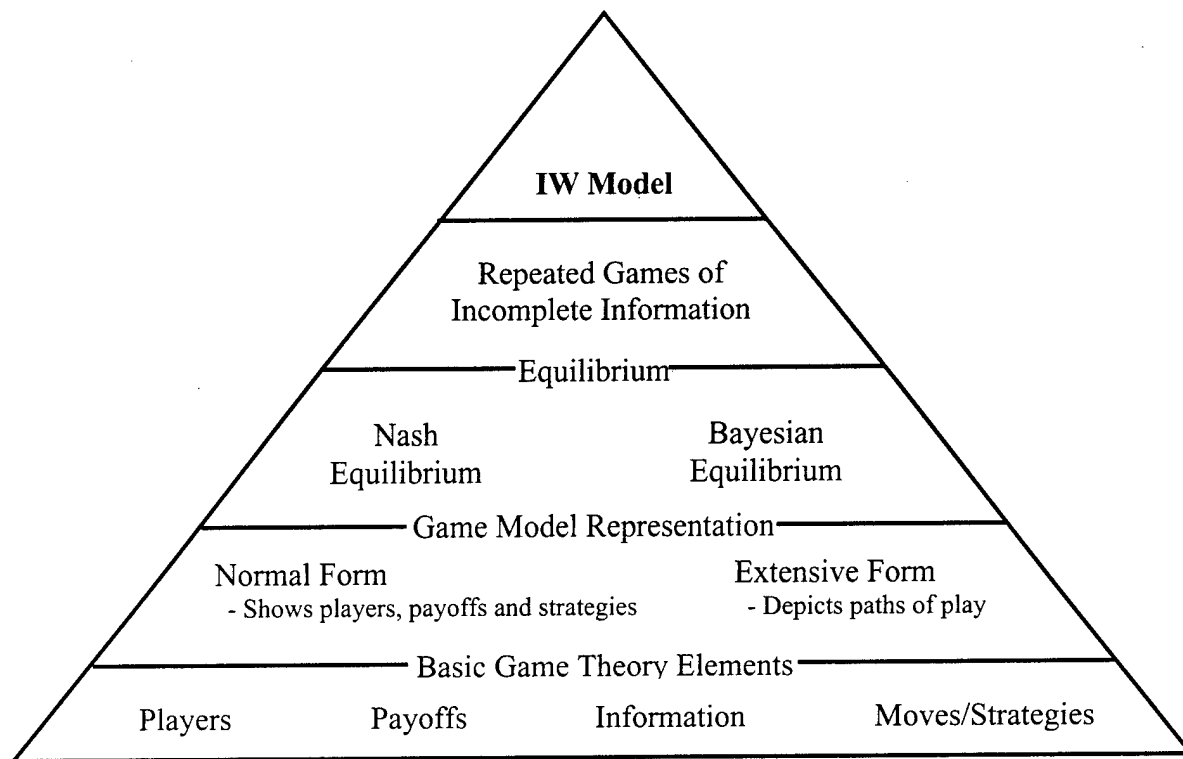 IW Model
Repeated Games of
Incomplete Information
Equilibrium
Nash
Equilibrium
Bayesian
Equilibrium
Game Model Representation
Normal Form
- Shows players, payoffs and strategies
Extensive Form
- Depicts paths of play
Basic Game Theory Elements
Players Payoffs Information Moves/Strategies